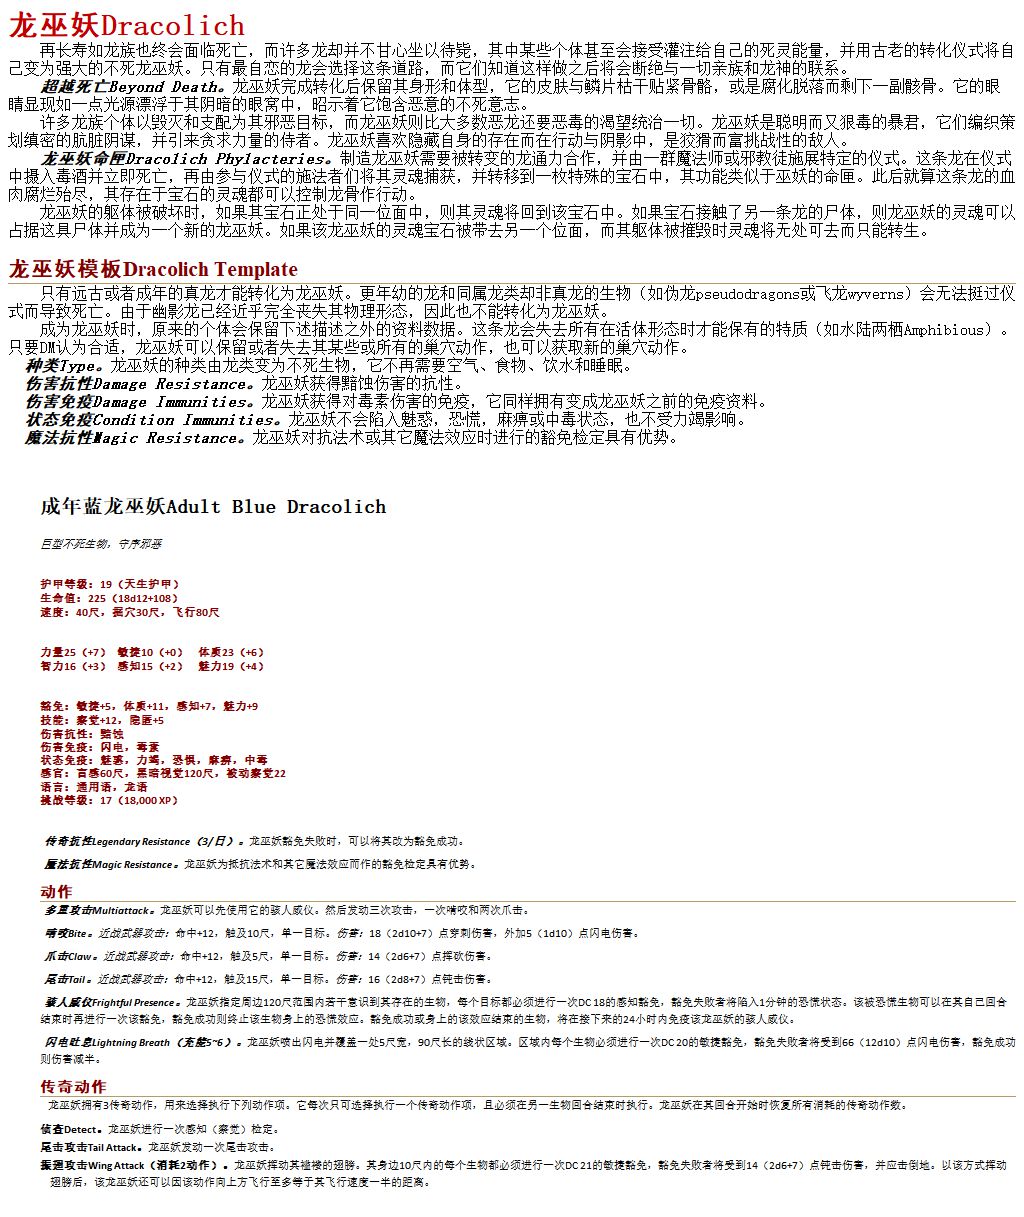 龙巫妖Dracolich
再长寿如龙族也终会面临死亡，而许多龙却并不甘心坐以待毙，其中某些个体甚至会接受灌注给自己的死灵能量，并用古老的转化仪式将自
己变为强大的不死龙巫妖。只有最自恋的龙会选择这条道路，而它们知道这样做之后将会断绝与一切亲族和龙神的联系。
超越死亡Beyond Death。龙巫妖完成转化后保留其身形和体型，它的皮肤与鳞片枯干贴紧骨骼，或是腐化脱落而剩下一副骸骨。它的眼
睛显现如一点光源漂浮于其阴暗的眼窝中，昭示着它饱含恶意的不死意志。
许多龙族个体以毁灭和支配为其邪恶目标，而龙巫妖则比大多数恶龙还要恶毒的渴望统治一切。龙巫妖是聪明而又狠毒的暴君，它们编织策
划缜密的肮脏阴谋，并引来贪求力量的侍者。龙巫妖喜欢隐藏自身的存在而在行动与阴影中，是狡猾而富挑战性的敌人。
龙巫妖命匣Dracolich Phylacteries。制造龙巫妖需要被转变的龙通力合作，并由一群魔法师或邪教徒施展特定的仪式。这条龙在仪式
中摄入毒酒并立即死亡，再由参与仪式的施法者们将其灵魂捕获，并转移到一枚特殊的宝石中，其功能类似于巫妖的命匣。此后就算这条龙的血
肉腐烂殆尽，其存在于宝石的灵魂都可以控制龙骨作行动。
龙巫妖的躯体被破坏时，如果其宝石正处于同一位面中，则其灵魂将回到该宝石中。如果宝石接触了另一条龙的尸体，则龙巫妖的灵魂可以
占据这具尸体并成为一个新的龙巫妖。如果该龙巫妖的灵魂宝石被带去另一个位面，而其躯体被摧毁时灵魂将无处可去而只能转生。
龙巫妖模板Dracolich Template
只有远古或者成年的真龙才能转化为龙巫妖。更年幼的龙和同属龙类却非真龙的生物（如伪龙pseudodragons或飞龙wyverns）会无法挺过仪
式而导致死亡。由于幽影龙已经近乎完全丧失其物理形态，因此也不能转化为龙巫妖。
成为龙巫妖时，原来的个体会保留下述描述之外的资料数据。这条龙会失去所有在活体形态时才能保有的特质（如水陆两栖Amphibious）。
只要DM认为合适，龙巫妖可以保留或者失去其某些或所有的巢穴动作，也可以获取新的巢穴动作。
种类Type。龙巫妖的种类由龙类变为不死生物，它不再需要空气、食物、饮水和睡眠。
伤害抗性Damage Resistance。龙巫妖获得黯蚀伤害的抗性。
伤害免疫Damage Immunities。龙巫妖获得对毒素伤害的免疫，它同样拥有变成龙巫妖之前的免疫资料。
状态免疫Condition Immunities。龙巫妖不会陷入魅惑，恐慌，麻痹或中毒状态，也不受力竭影响。
魔法抗性Magic Resistance。龙巫妖对抗法术或其它魔法效应时进行的豁免检定具有优势。
成年蓝龙巫妖Adult Blue Dracolich
巨型不死生物，守序邪恶
护甲等级：19（天生护甲）
生命值：225（18d12+108）
速度：40尺，掘穴30尺，飞行80尺
力量25（+7） 敏捷10（+0） 体质23（+6）
智力16（+3） 感知15（+2） 魅力19（+4）
豁免：敏捷+5，体质+11，感知+7，魅力+9
技能：察觉+12，隐匿+5
伤害抗性：黯蚀
伤害免疫：闪电，毒素
状态免疫：魅惑，力竭，恐惧，麻痹，中毒
感官：盲感60尺，黑暗视觉120尺，被动察觉22
语言：通用语，龙语
挑战等级：17（18,000 XP）
传奇抗性Legendary Resistance（3/日）。龙巫妖豁免失败时，可以将其改为豁免成功。
魔法抗性Magic Resistance。龙巫妖为抵抗法术和其它魔法效应而作的豁免检定具有优势。
动作
多重攻击Multiattack。龙巫妖可以先使用它的骇人威仪。然后发动三次攻击，一次啃咬和两次爪击。
啃咬Bite。近战武器攻击：命中+12，触及10尺，单一目标。伤害：18（2d10+7）点穿刺伤害，外加5（1d10）点闪电伤害。
爪击Claw。近战武器攻击：命中+12，触及5尺，单一目标。伤害：14（2d6+7）点挥砍伤害。
尾击Tail。近战武器攻击：命中+12，触及15尺，单一目标。伤害：16（2d8+7）点钝击伤害。
骇人威仪Frightful Presence。龙巫妖指定周边120尺范围内若干意识到其存在的生物，每个目标都必须进行一次DC 18的感知豁免，豁免失败者将陷入1分钟的恐慌状态。该被恐慌生物可以在其自己回合
结束时再进行一次该豁免，豁免成功则终止该生物身上的恐慌效应。豁免成功或身上的该效应结束的生物，将在接下来的24小时内免疫该龙巫妖的骇人威仪。
闪电吐息Lightning Breath（充能5~6）。龙巫妖喷出闪电并覆盖一处5尺宽，90尺长的线状区域。区域内每个生物必须进行一次DC 20的敏捷豁免，豁免失败者将受到66（12d10）点闪电伤害，豁免成功
则伤害减半。
传奇动作
龙巫妖拥有3传奇动作，用来选择执行下列动作项。它每次只可选择执行一个传奇动作项，且必须在另一生物回合结束时执行。龙巫妖在其回合开始时恢复所有消耗的传奇动作数。
侦查Detect。龙巫妖进行一次感知（察觉）检定。
尾击攻击Tail Attack。龙巫妖发动一次尾击攻击。
振翅攻击Wing Attack（消耗2动作）。龙巫妖挥动其褴褛的翅膀。其身边10尺内的每个生物都必须进行一次DC 21的敏捷豁免，豁免失败者将受到14（2d6+7）点钝击伤害，并应击倒地。以该方式挥动
翅膀后，该龙巫妖还可以因该动作向上方飞行至多等于其飞行速度一半的距离。